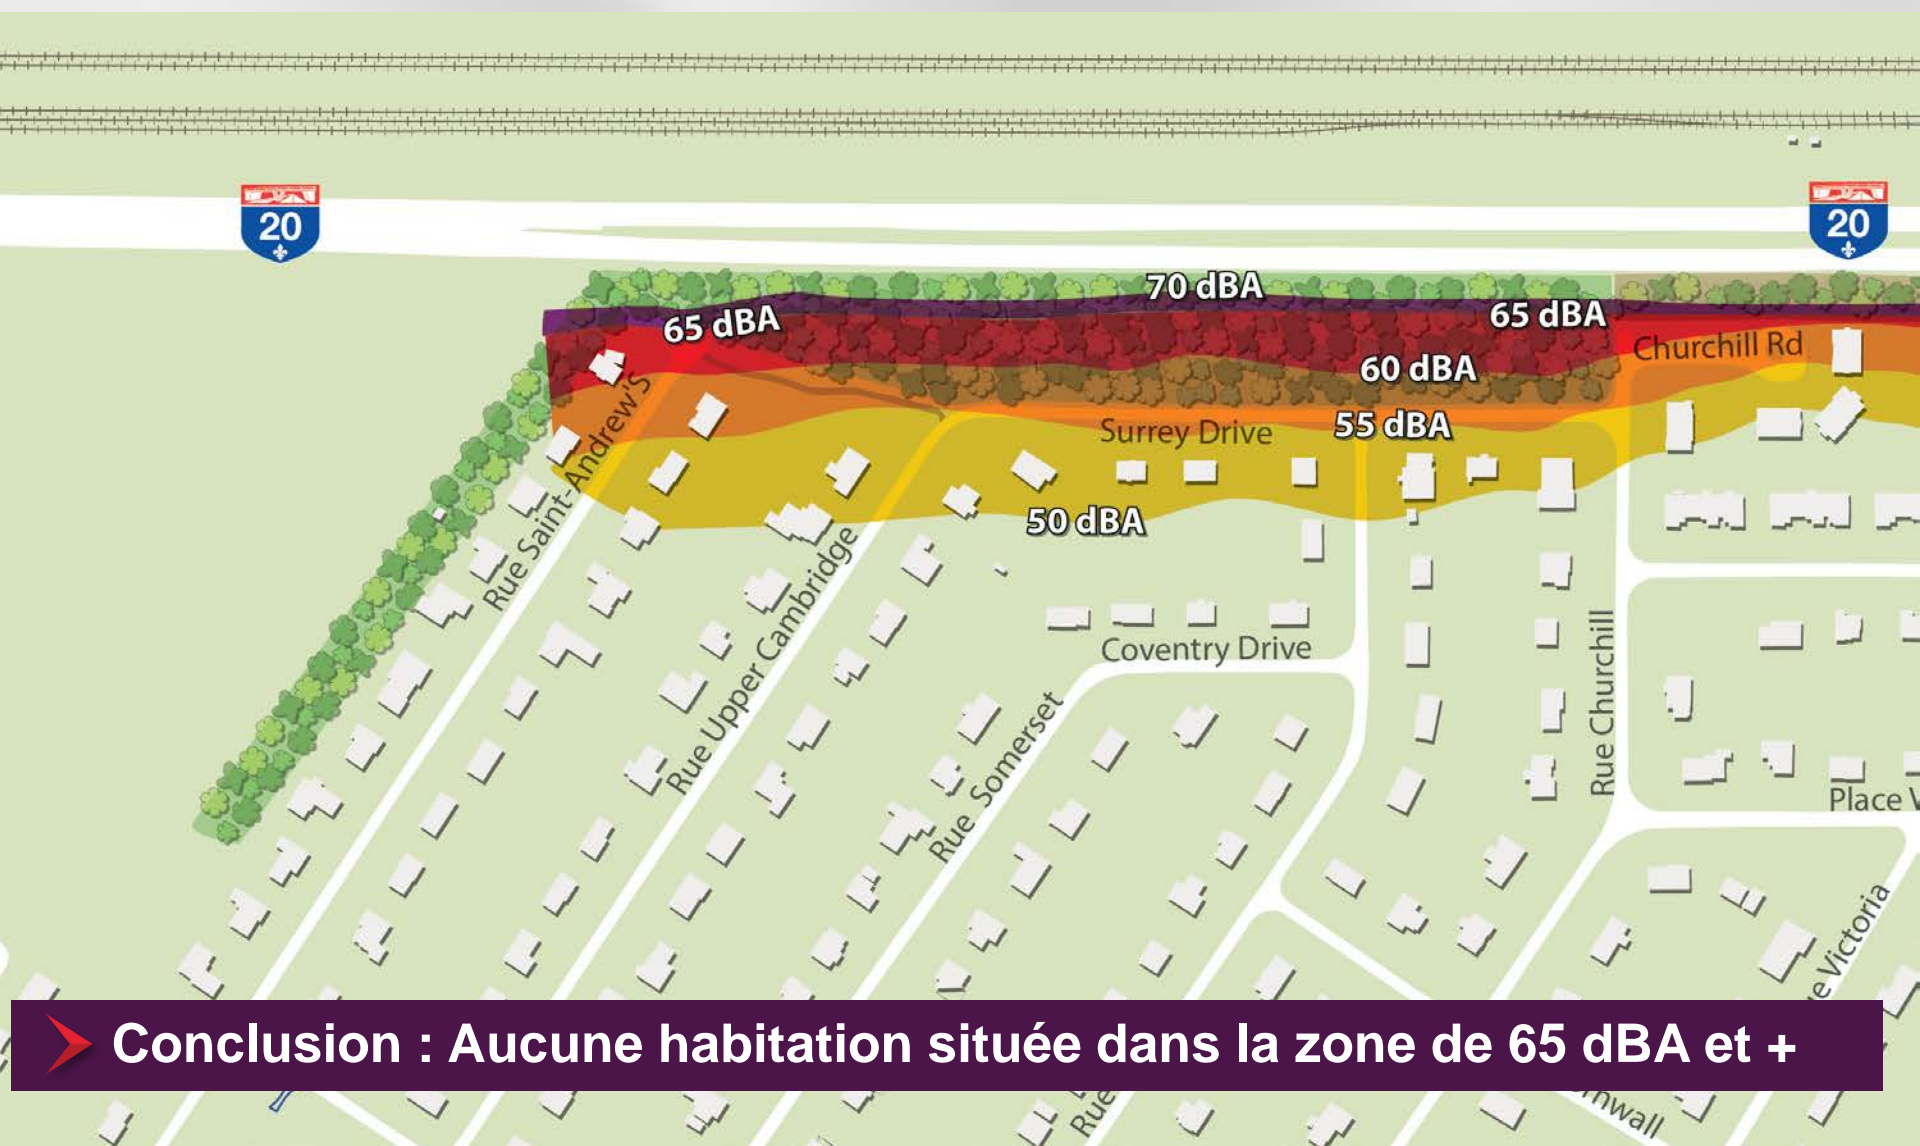 20
20
70 dBA
65 dBA
65 dBA
Churchill Rd
60 dBA
55 dBA
Surrey Drive
50 dBA
Rue Saint-Andrew'S
Rue Upper Cambridge
Coventry Drive
Rue Somerset
Rue Churchill
Place
Victoria
Conclusion : Aucune habitation située dans la zone de 65 dBA et +
Rue